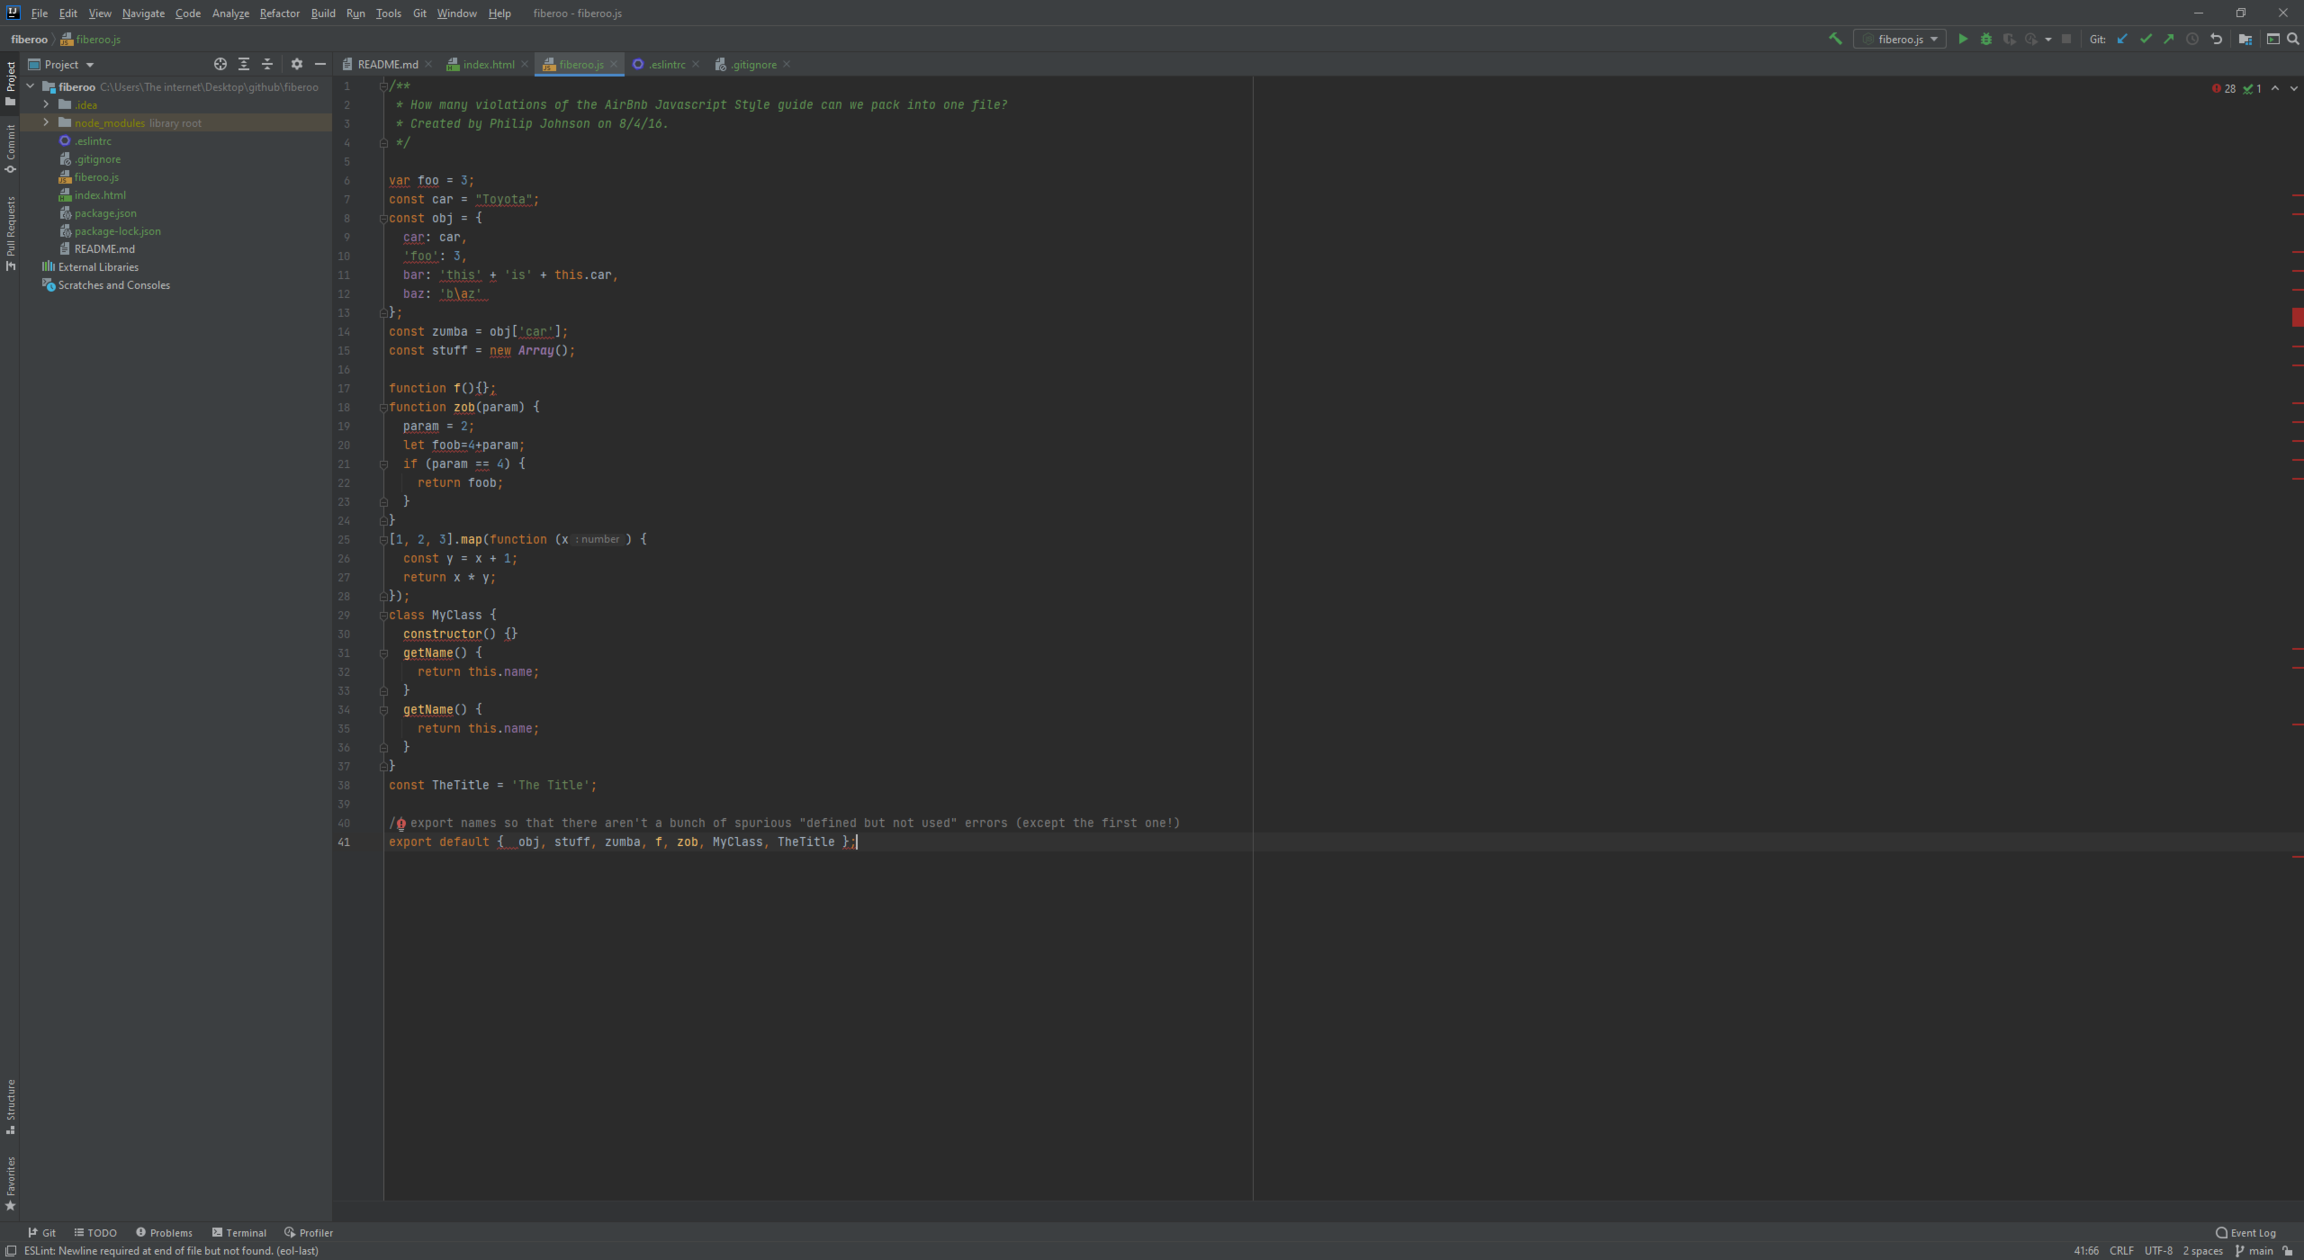 File Edit View Navigate Code Analyze Refactor Build Run Tools Git Window Help fiberoo - fiberoo.js
fiberoo fiberoo.js
fiberoo.js Git:
Project
README.md index.html fiberoo.js .eslintrc .gitignore
Project
Commit
Pull Requests
Structure
Favorites
fiberoo C:\Users\The internet\Desktop\github\fiberoo
.idea
node_modules library root
.eslintrc
.gitignore
fiberoo.js
index.html
package.json
package-lock.json
README.md
External Libraries
Scratches and Consoles
28 1
1 /**
2 * How many violations of the AirBnb Javascript Style guide can we pack into one file?
3 * Created by Philip Johnson on 8/4/16.
4 */
5
6 var foo = 3;
7 const car = "Toyota";
8 const obj = {
9 car: car,
10 'foo': 3,
11 bar: 'this' + 'is' + this.car,
12 baz: 'b\az'
13 };
14 const zumba = obj['car'];
15 const stuff = new Array();
16
17 function f(){};
18 function zob(param) {
19 param = 2;
20 let foob=4+param;
21 if (param == 4) {
22 return foob;
23 }
24 }
25 [1, 2, 3].map(function (x : number ) {
26 const y = x + 1;
27 return x * y;
28 });
29 class MyClass {
30 constructor() {}
31 getName() {
32 return this.name;
33 }
34 getName() {
35 return this.name;
36 }
37 }
38 const TheTitle = 'The Title';
39
40 / export names so that there aren't a bunch of spurious "defined but not used" errors (except the first one!)
41 export default {  obj, stuff, zumba, f, zob, MyClass, TheTitle };
Git TODO Problems Terminal Profiler Event Log
ESLint: Newline required at end of file but not found. (eol-last) 41:66 CRLF UTF-8 2 spaces main